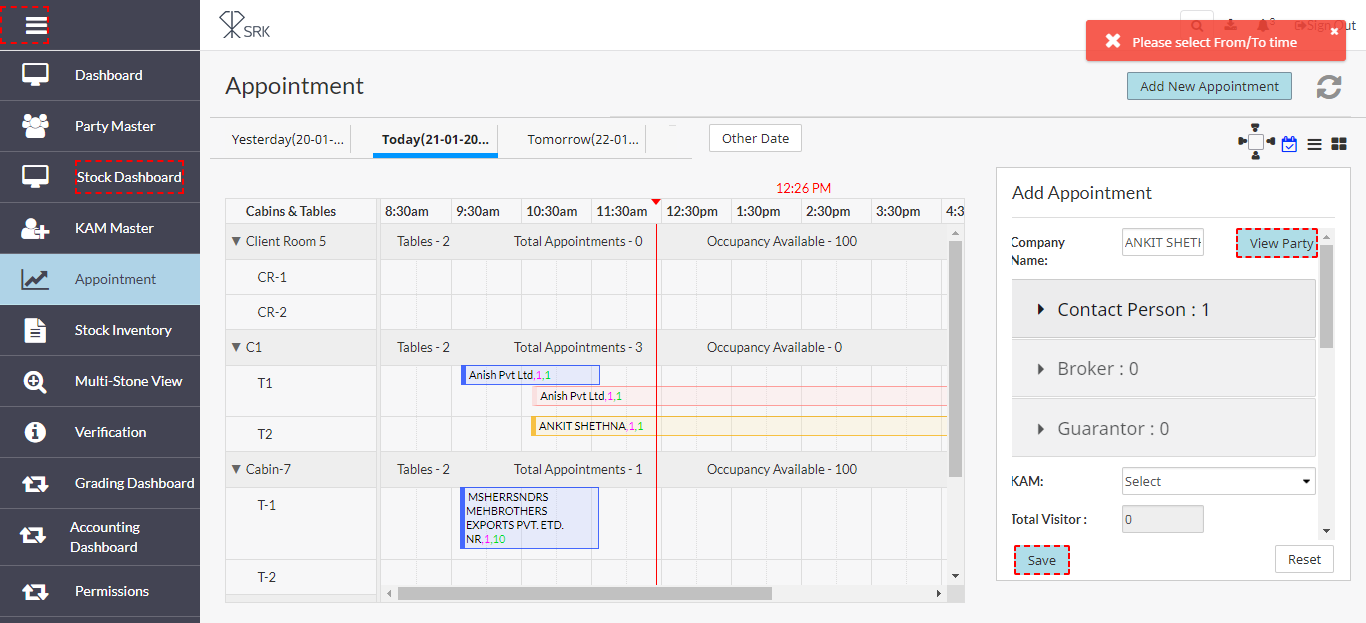 SRK
Sign Out
Please select From/To time
Dashboard
Party Master
Stock Dashboard
KAM Master
Appointment
Stock Inventory
Multi-Stone View
Verification
Grading Dashboard
Accounting
Dashboard
Permissions
Appointment
Add New Appointment
Yesterday(20-01-...
Today(21-01-20...
Tomorrow(22-01...
Other Date
12:26 PM
Cabins & Tables
8:30am 9:30am 10:30am 11:30am 12:30pm 1:30pm 2:30pm 3:30pm 4:3
Client Room 5 Tables - 2 Total Appointments - 0 Occupancy Available - 100
CR-1
CR-2
C1 Tables - 2 Total Appointments - 3 Occupancy Available - 0
T1 Anish Pvt Ltd,1,1
Anish Pvt Ltd,1,1
T2 ANKIT SHETHNA,1,1
Cabin-7 Tables - 2 Total Appointments - 1 Occupancy Available - 100
T-1
MSHERRSNDRS
MEHBROTHERS
EXPORTS PVT. ETD.
NR,1,10
T-2
Add Appointment
Company
Name:
ANKIT SHETH
View Party
Contact Person : 1
Broker : 0
Guarantor : 0
KAM: Select
Total Visitor : 0
Save
Reset